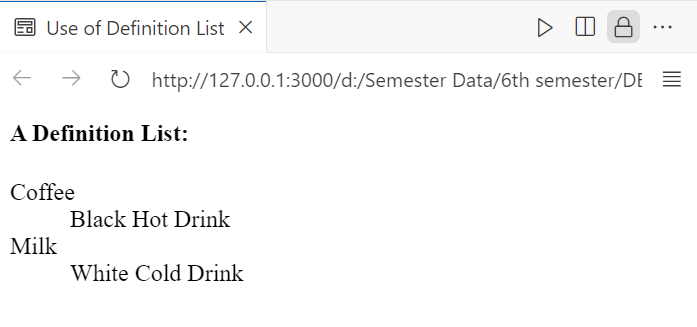 Use of Definition List
http://127.0.0.1:3000/d:/Semester Data/6th semester/DE
A Definition List:
Coffee
Black Hot Drink
Milk
White Cold Drink